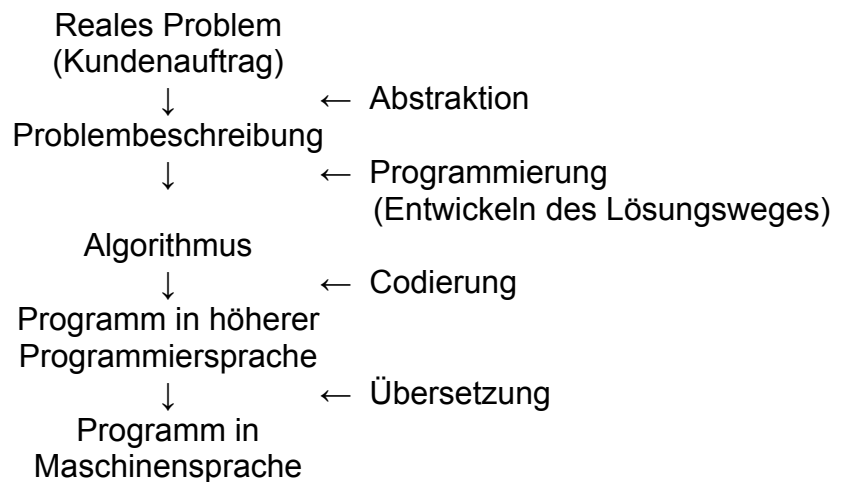 Reales Problem
(Kundenauftrag)
↓ ← Abstraktion
Problembeschreibung
↓ ← Programmierung
(Entwickeln des Lösungsweges)
Algorithmus
↓ ← Codierung
Programm in höherer
Programmiersprache
↓ ← Übersetzung
Programm in
Maschinensprache